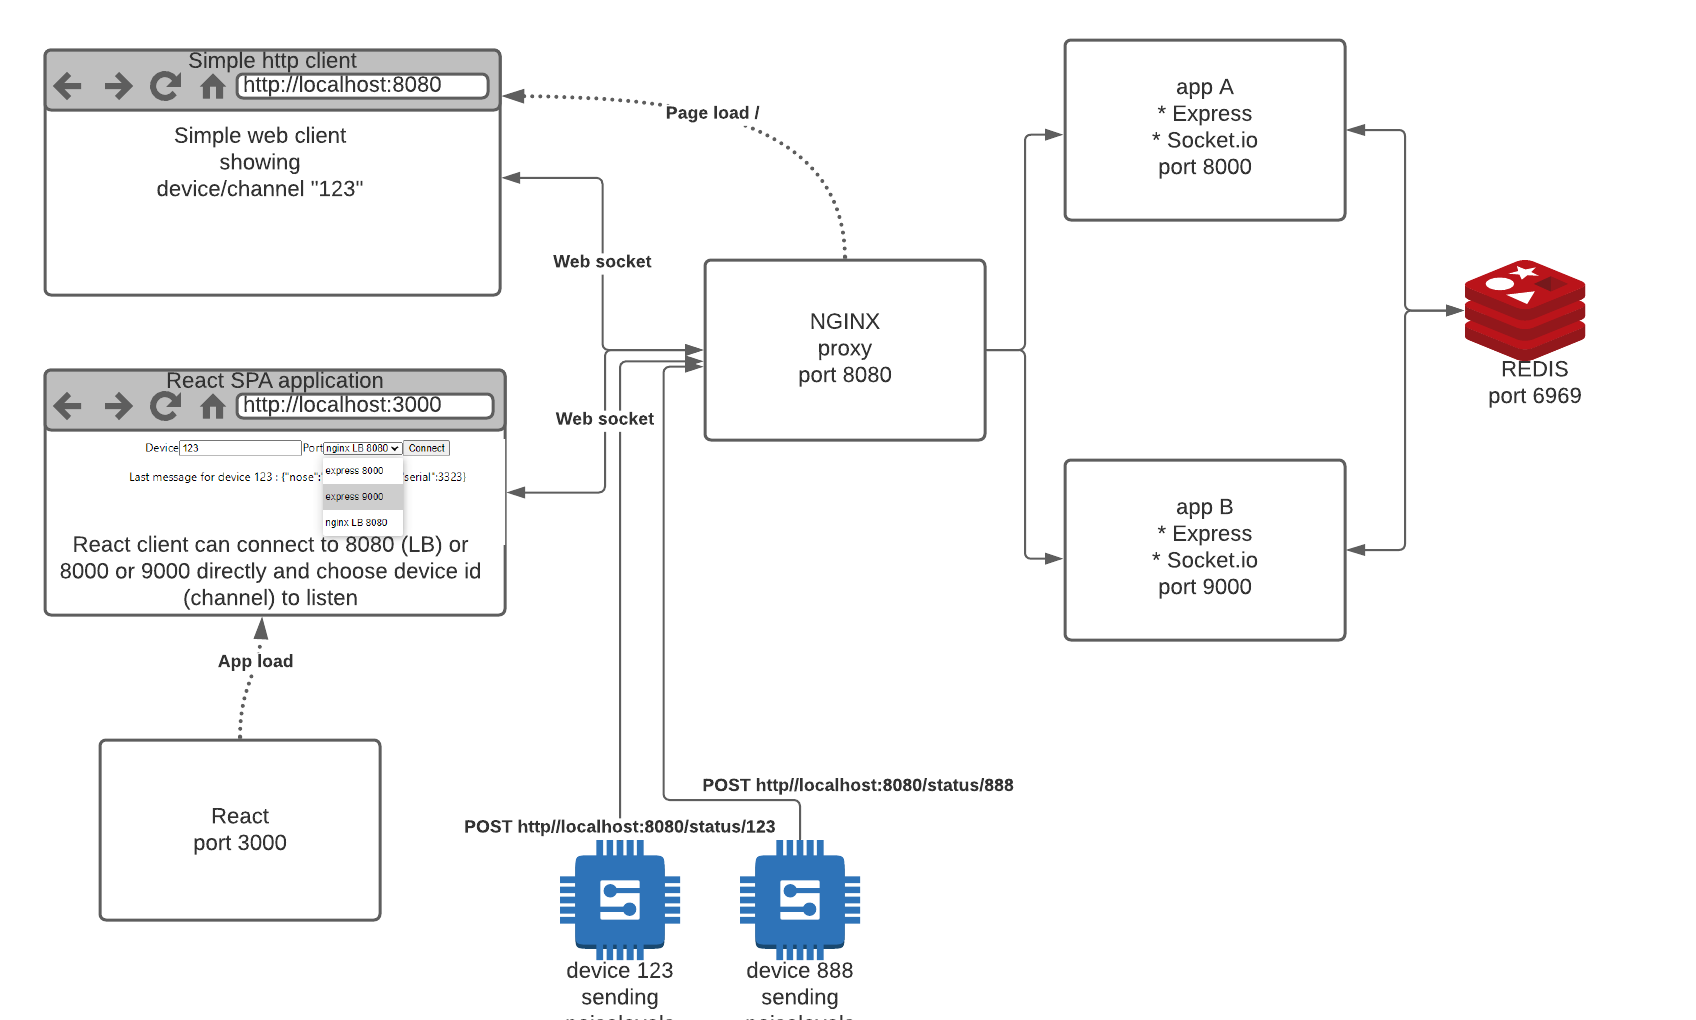 Simple http client
http://localhost:8080
Simple web client
showing
device/channel "123"
Page load /
Web socket
React SPA application
http://localhost:3000
Device 123 Port nginx LB 8080 Connect
express 8000
Last message for device 123 : {"nose": "serial":3323}
express 9000
nginx LB 8080
React client can connect to 8080 (LB) or
8000 or 9000 directly and choose device id
(channel) to listen
Web socket
App load
React
port 3000
NGINX
proxy
port 8080
app A
* Express
* Socket.io
port 8000
REDIS
port 6969
app B
* Express
* Socket.io
port 9000
POST http//localhost:8080/status/888
POST http//localhost:8080/status/123
device 123
sending
device 888
sending